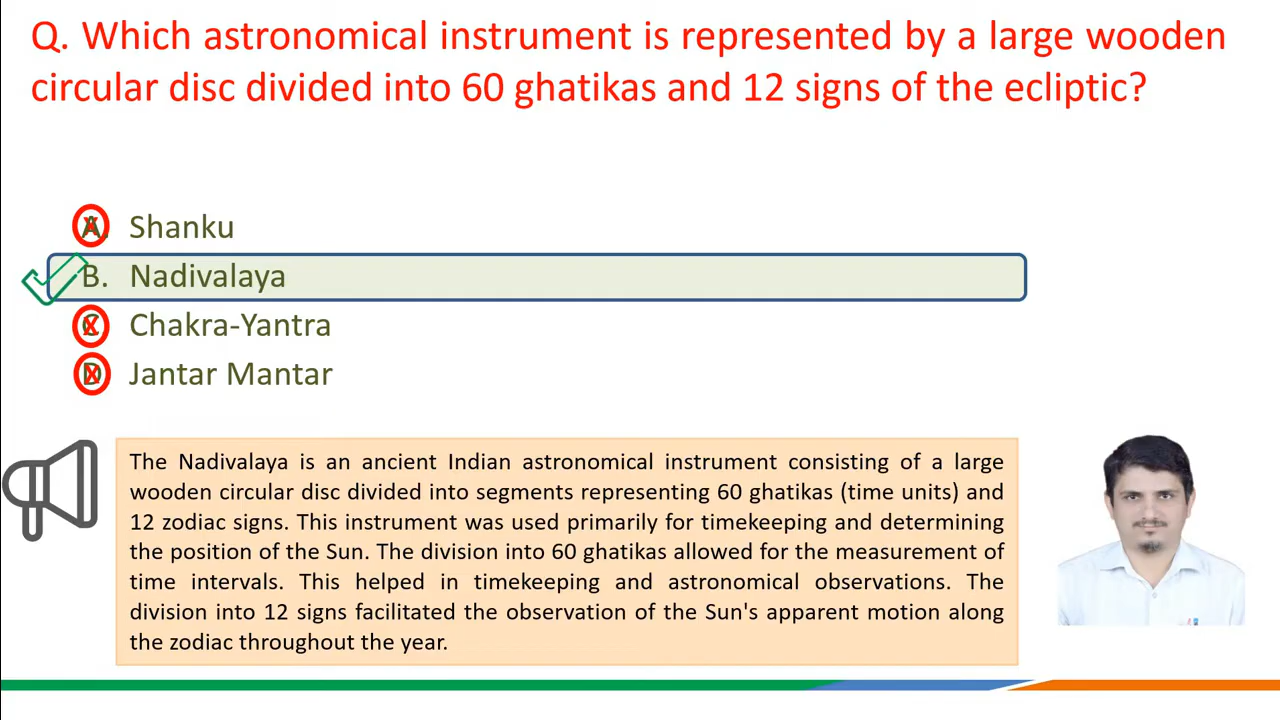 Q. Which astronomical instrument is represented by a large wooden
circular disc divided into 60 ghatikas and 12 signs of the ecliptic?
A. Shanku
B. Nadivalaya
C. Chakra-Yantra
D. Jantar Mantar
The Nadivalaya is an ancient Indian astronomical instrument consisting of a large
wooden circular disc divided into segments representing 60 ghatikas (time units) and
12 zodiac signs. This instrument was used primarily for timekeeping and determining
the position of the Sun. The division into 60 ghatikas allowed for the measurement of
time intervals. This helped in timekeeping and astronomical observations. The
division into 12 signs facilitated the observation of the Sun's apparent motion along
the zodiac throughout the year.